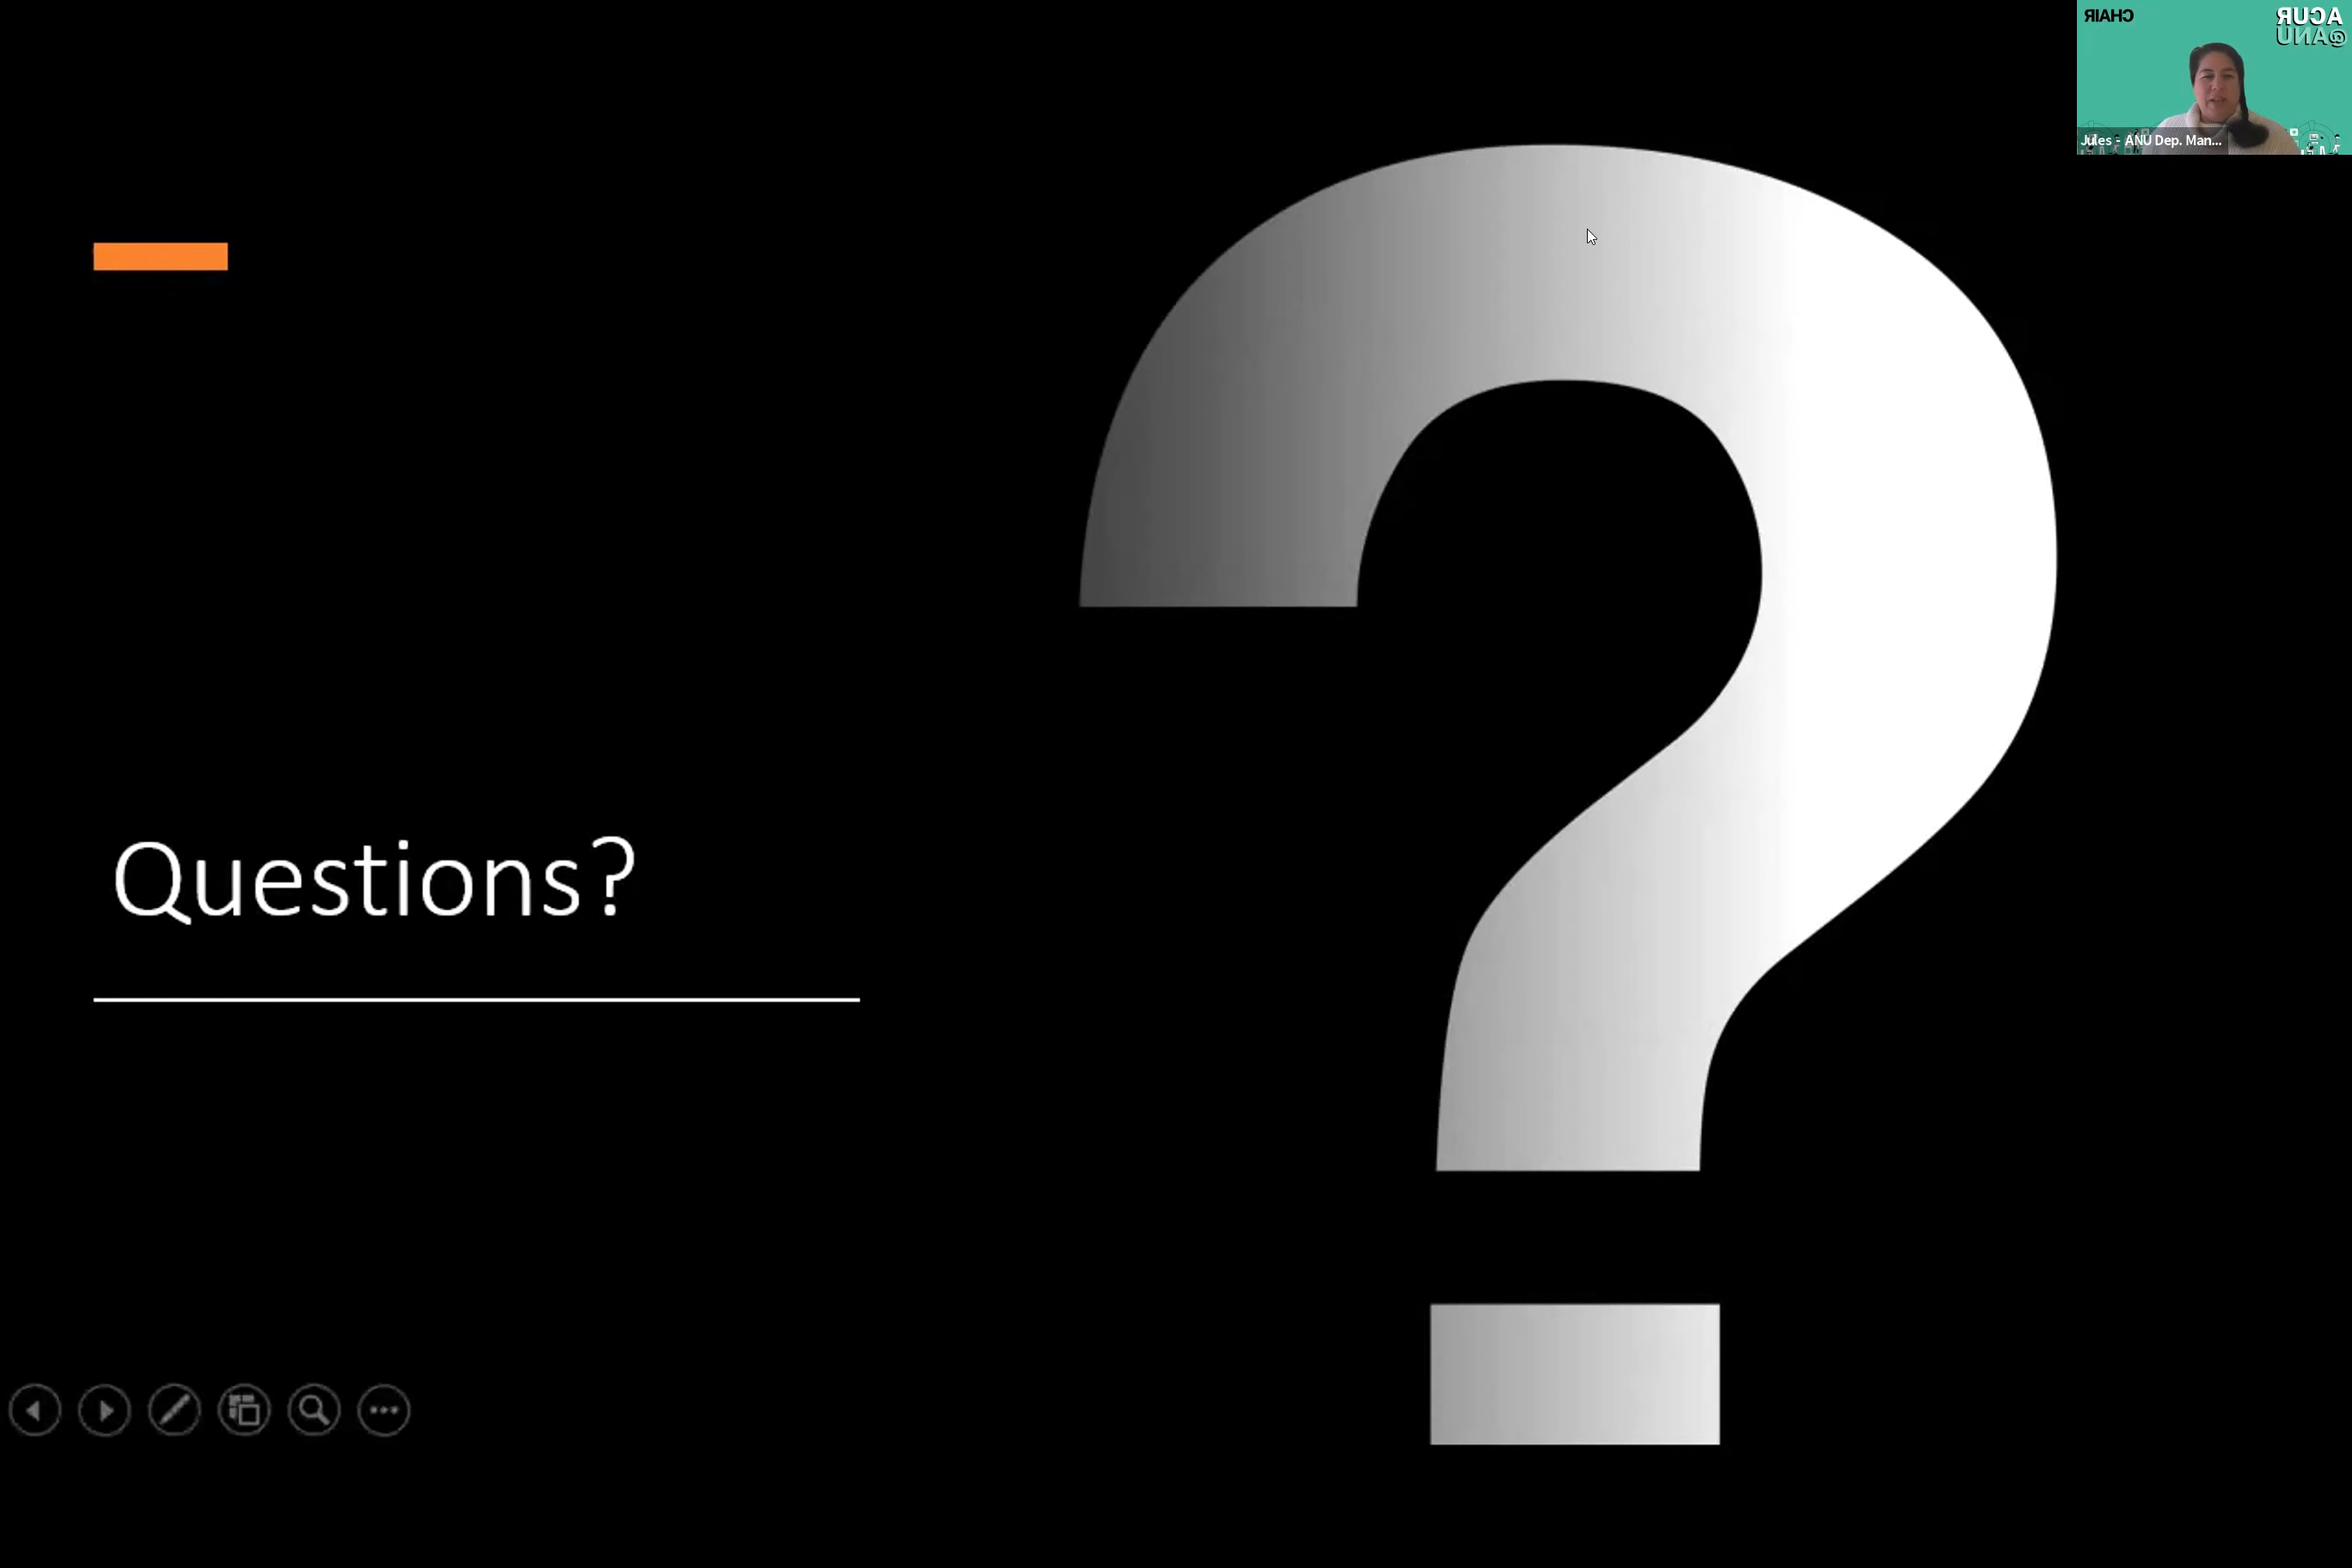 CHAIR
ACUR
@ANU
Jules - ANU Dep. Man...
Questions?
?